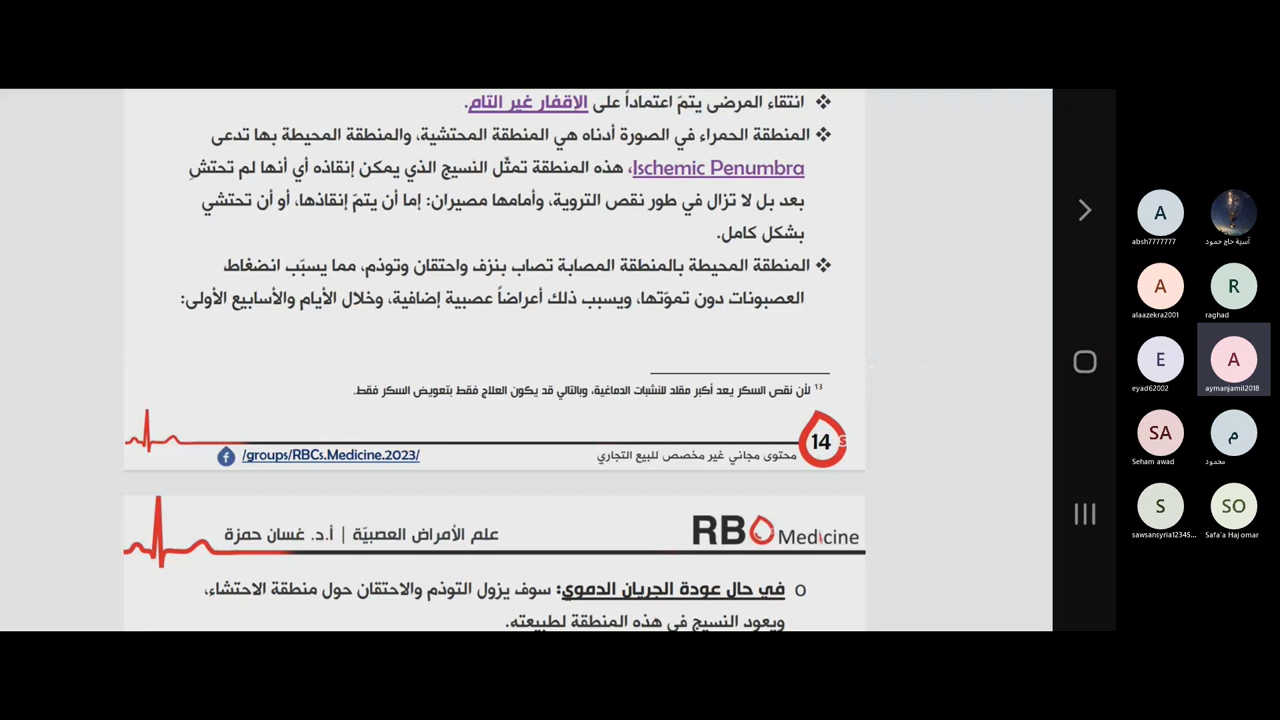 ❖ انتقاء المرضى يتمّ اعتماداً على الإقفار غير التام.
❖ المنطقة الحمراء في الصورة أدناه هي المنطقة المحتشية، والمنطقة المحيطة بها تدعى
Ischemic Penumbra، هذه المنطقة تمثّل النسيج الذي يمكن إنقاذه أي أنها لم تحتشِ
بعد بل لا تزال في طور نقص التروية، وأمامها مصيران: إما أن يتمّ إنقاذها، أو أن تحتشي
بشكل كامل.
❖ المنطقة المحيطة بالمنطقة المصابة تصاب بنزف واحتقان وتوذم، مما يسبّب انضغاط
العصبونات دون تموّتها، ويسبب ذلك أعراضاً عصبية إضافية، وخلال الأيام والأسابيع الأولى:
13 لأن نقص السكر يعد أكبر مقلد للنشبات الدماغية، وبالتالي قد يكون العلاج فقط بتعويض السكر فقط.
14
محتوى مجاني غير مخصص للبيع التجاري
/groups/RBCs.Medicine.2023/
RBC Medicine
علم الأمراض العصبيّة | أ.د. غسان حمزة
o في حال عودة الجريان الدموي: سوف يزول التوذم والاحتقان حول منطقة الاحتشاء،
ويعود النسيج في هذه المنطقة لطبيعته.
A
absh7777777
آسية حاج حمود
A
alaazekra2001
R
raghad
E
eyad62002
A
aymanjamil2018
SA
Seham awad
م
محمود
S
sawsansyria12345...
SO
Safa'a Haj omar